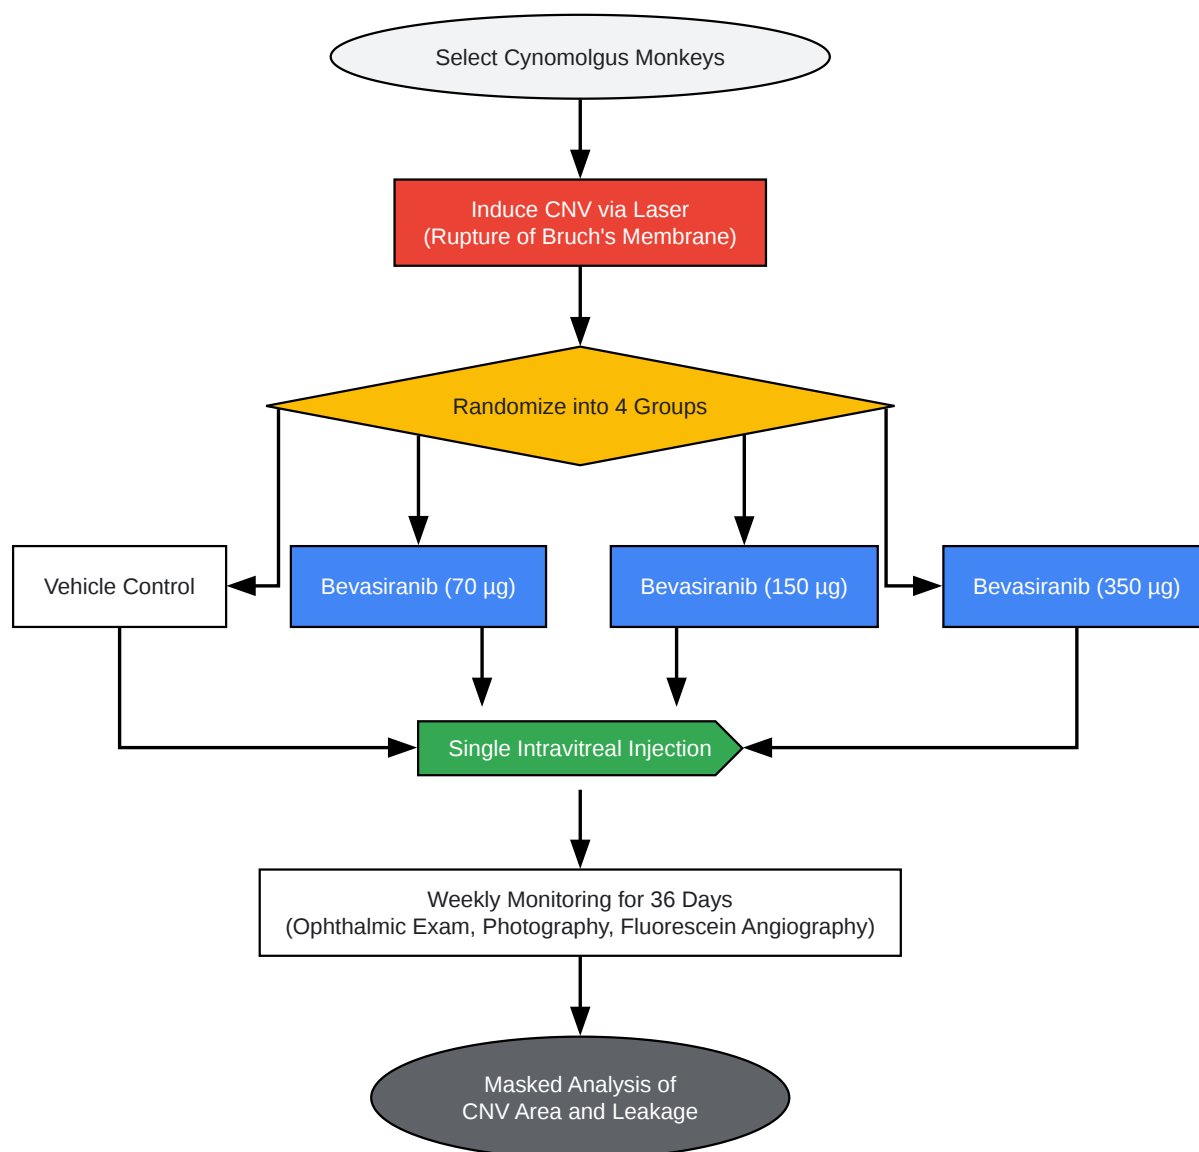 Select Cynomolgus Monkeys
Induce CNV via Laser
(Rupture of Bruch's Membrane)
Randomize into 4 Groups
Vehicle Control
Bevasiranib (70 µg)
Bevasiranib (150 µg)
Bevasiranib (350 µg)
Single Intravitreal Injection
Weekly Monitoring for 36 Days
(Ophthalmic Exam, Photography, Fluorescein Angiography)
Masked Analysis of
CNV Area and Leakage